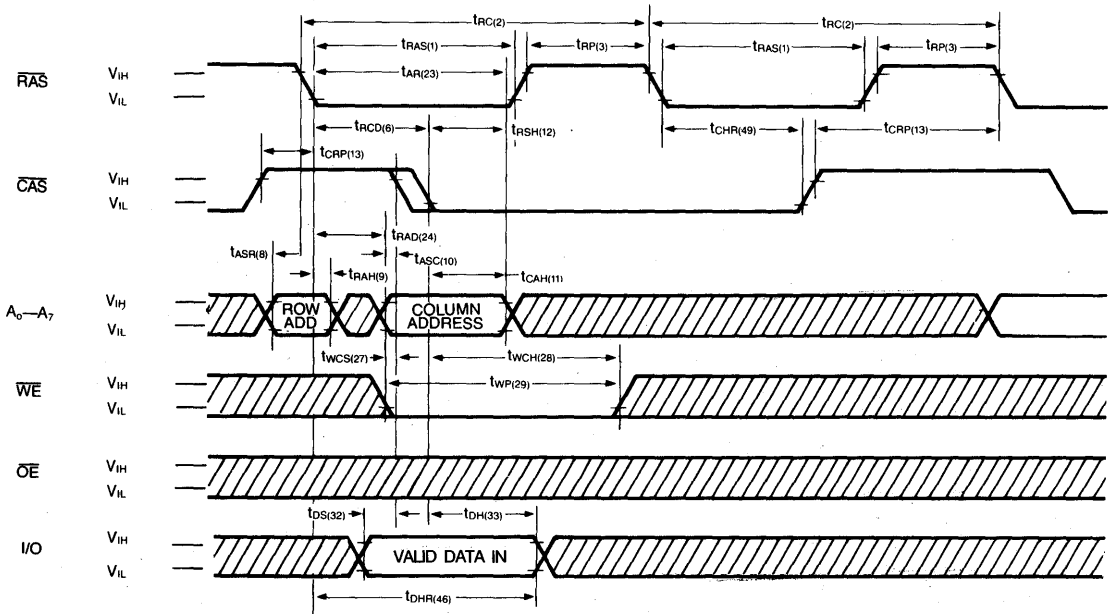 tRC(2) tRC(2)
tRAS(1) tRP(3) tRAS(1) tRP(3)
RAS VIH tAR(23)
VIL
tRCD(6) tRSH(12) tCHR(49) tCRP(13)
tCRP(13)
CAS VIH
VIL
tRAD(24)
tASR(8) tASC(10)
tRAH(9) tCAH(11)
A0—A7 VIH ROW ADD COLUMN ADDRESS
VIL
tWCS(27) tWCH(28)
WE VIH tWP(29)
VIL
OE VIH
VIL
tDS(32) tDH(33)
I/O VIH VALID DATA IN
VIL
tDHR(46)